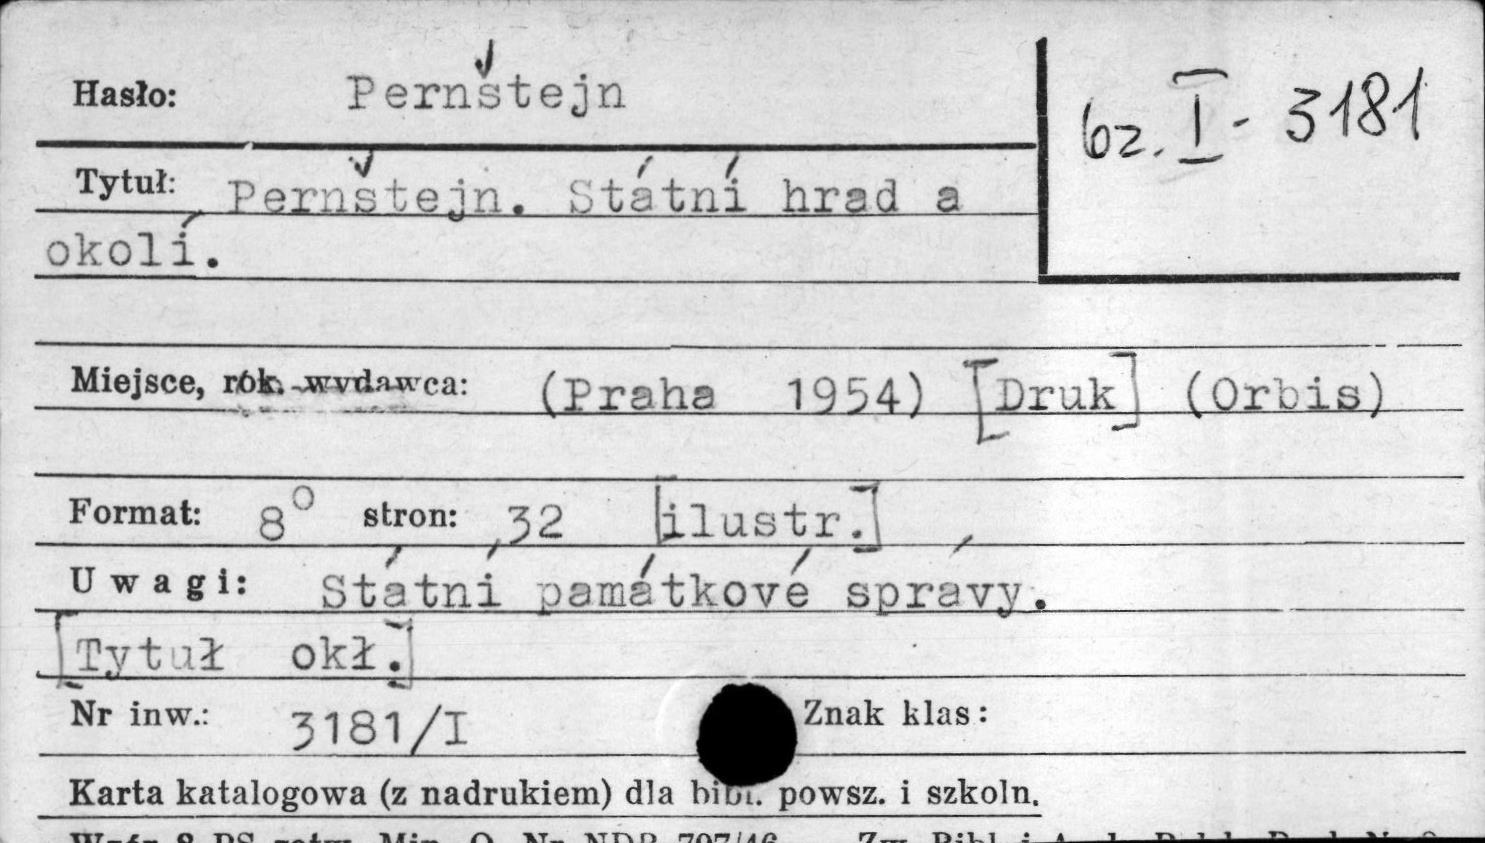 Hasło: Pernštejn
bz. I - 3181
Tytuł: Pernštejn. Státní hrad a
okolí.
Miejsce, rok. wydawca: (Praha 1954) [Druk] (Orbis)
Format: 8° stron: 32 [ilustr.]
Uwagi: Státní památkové správy.
[Tytuł okł.]
Nr inw.: 3181/I Znak klas:
Karta katalogowa (z nadrukiem) dla bibl. powsz. i szkoln.